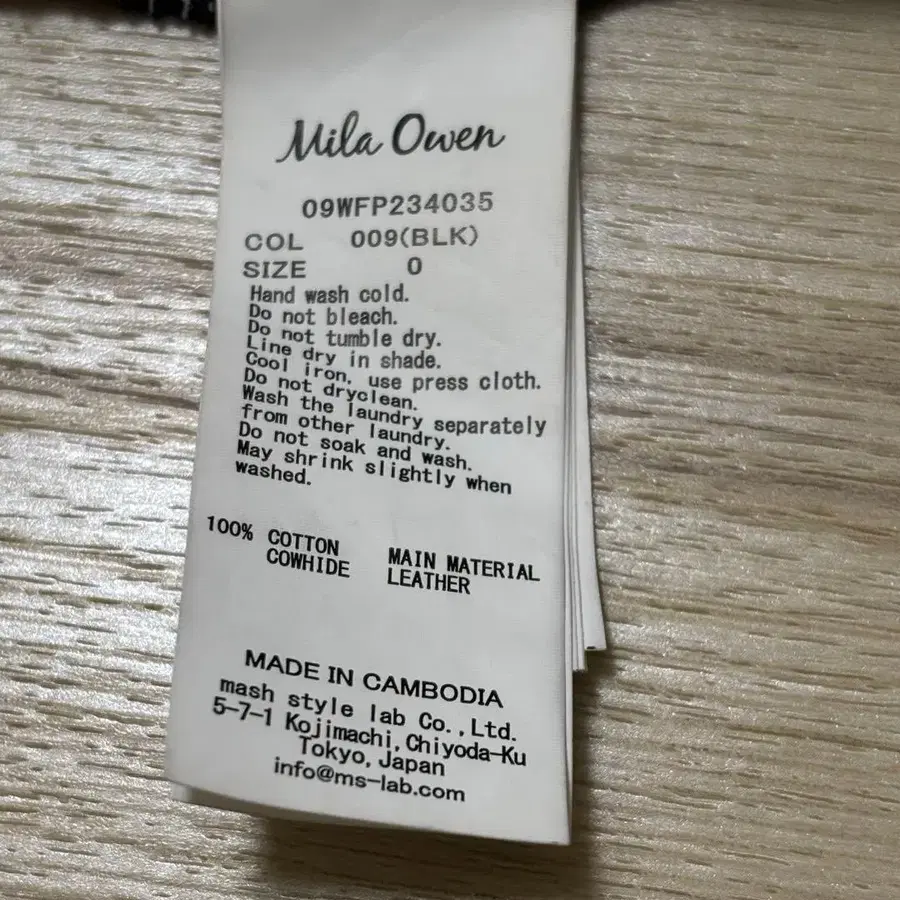 Mila Owen
09WFP234035
COL 009(BLK)
SIZE 0
Hand wash cold.
Do not bleach.
Do not tumble dry.
Line dry in shade.
Cool iron, use press cloth.
Do not dryclean.
Wash the laundry separately
from other laundry.
Do not soak and wash.
May shrink slightly when
washed.
100% COTTON MAIN MATERIAL
COWHIDE LEATHER
MADE IN CAMBODIA
mash style lab Co.,Ltd.
5-7-1 Kojimachi,Chiyoda-Ku
Tokyo,Japan
info@ms-lab.com